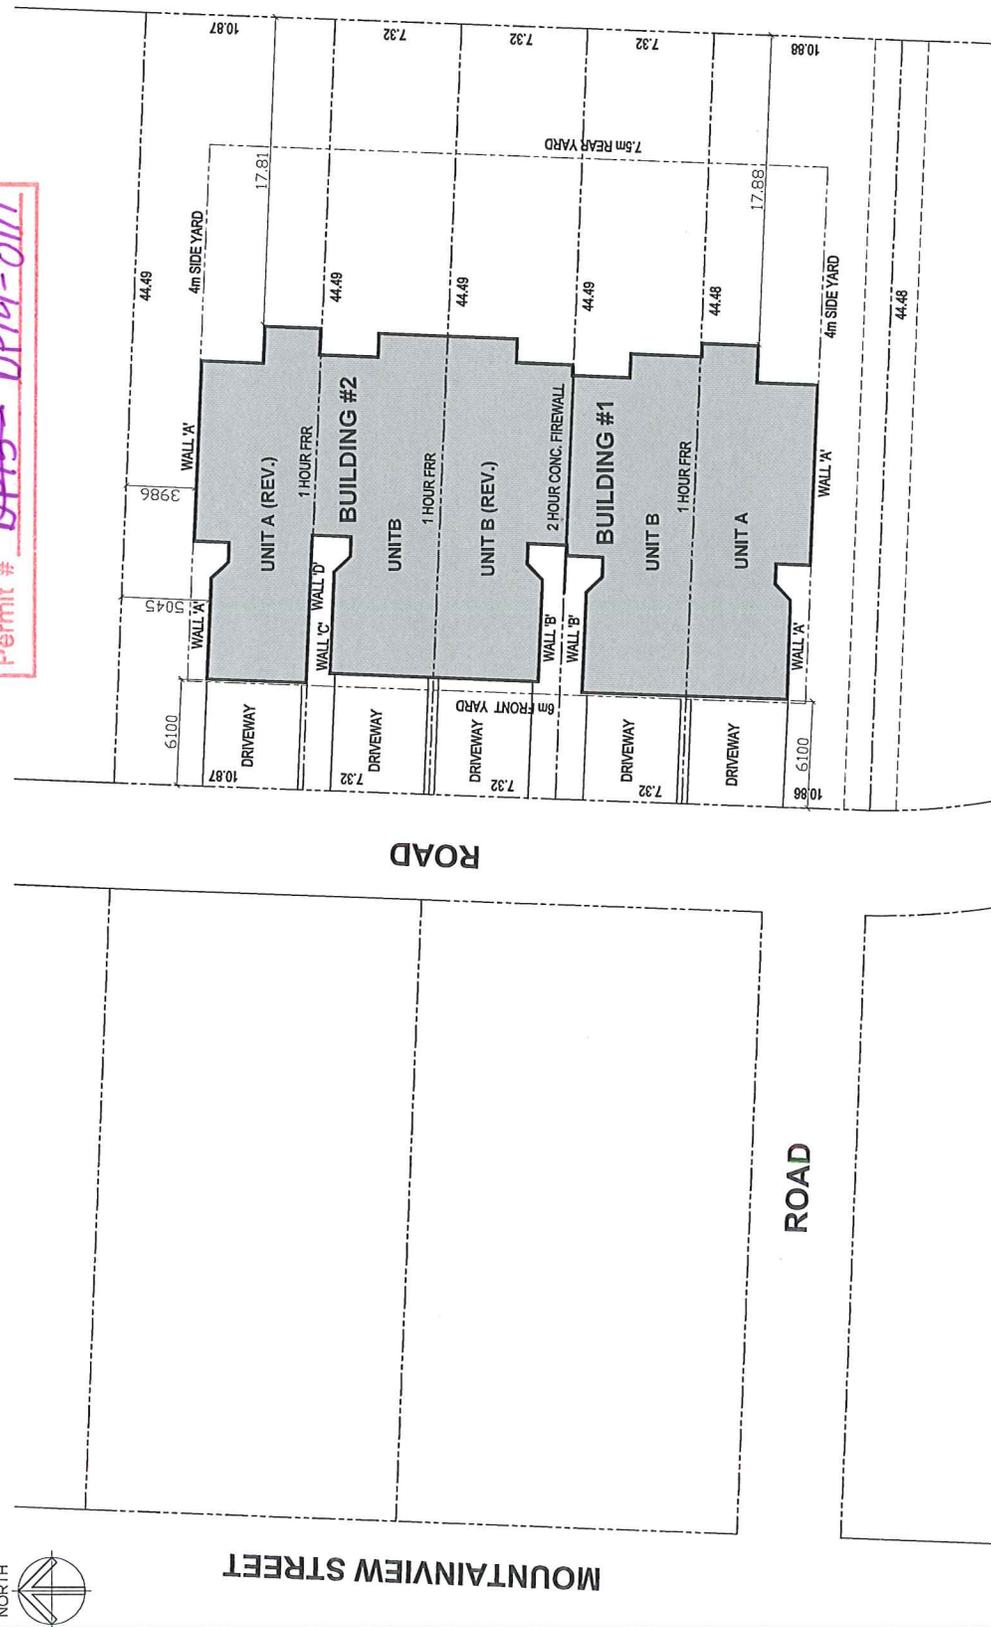 Permit #
10.87
7.32
7.32
7.32
10.88
7.5m REAR YARD
17.81
17.88
44.49
4m SIDE YARD
44.49
44.49
44.49
44.48
4m SIDE YARD
44.48
WALL 'A'
3986
UNIT A (REV.)
1 HOUR FRR
BUILDING #2
UNITB
1 HOUR FRR
UNIT B (REV.)
2 HOUR CONC. FIREWALL
BUILDING #1
UNIT B
1 HOUR FRR
UNIT A
WALL 'A'
5045
WALL 'A'
WALL 'C'
WALL 'D'
WALL 'B'
WALL 'B'
WALL 'A'
6100
DRIVEWAY
DRIVEWAY
6m FRONT YARD
DRIVEWAY
DRIVEWAY
DRIVEWAY
6100
10.87
7.32
7.32
7.32
10.86
ROAD
ROAD
NORTH
MOUNTAINVIEW STREET